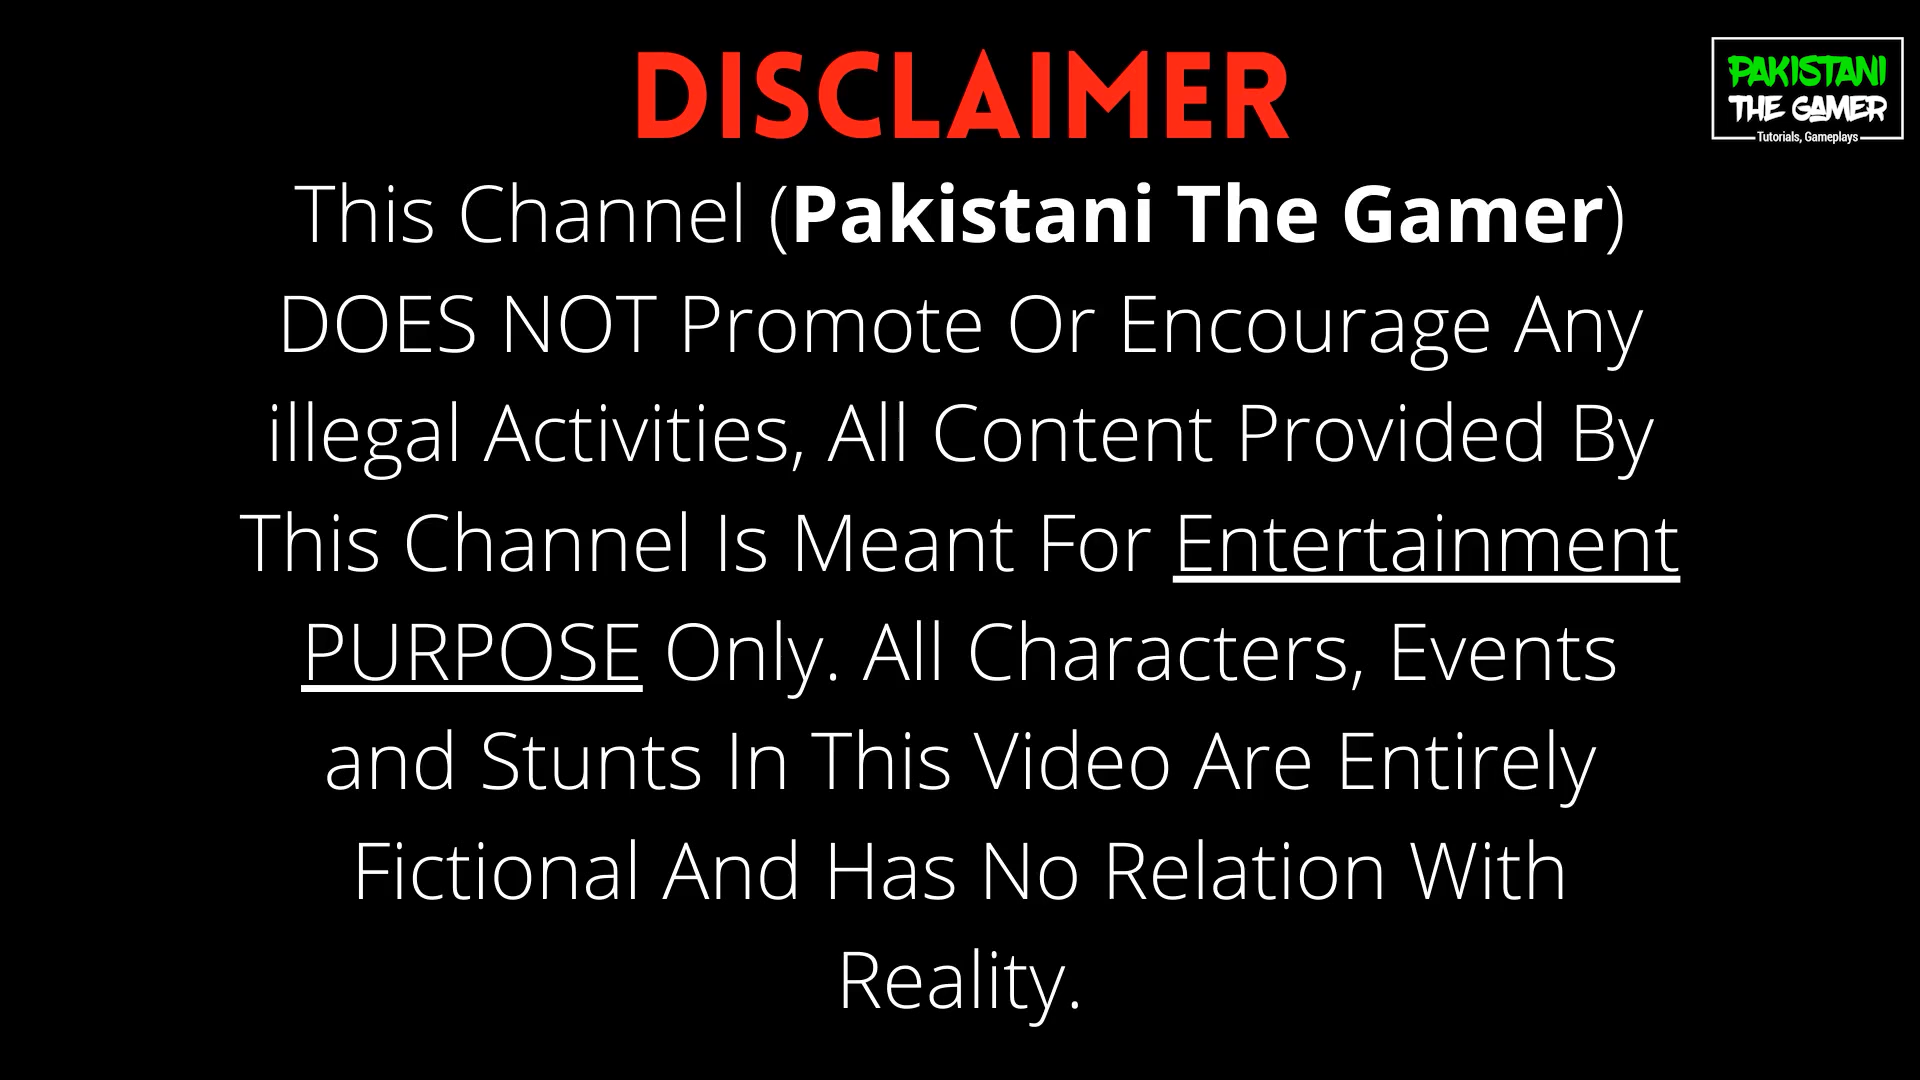 DISCLAIMER
PAKISTANI
THE GAMER
Tutorials, Gameplays
This Channel (Pakistani The Gamer)
DOES NOT Promote Or Encourage Any
illegal Activities, All Content Provided By
This Channel Is Meant For Entertainment
PURPOSE Only. All Characters, Events
and Stunts In This Video Are Entirely
Fictional And Has No Relation With
Reality.